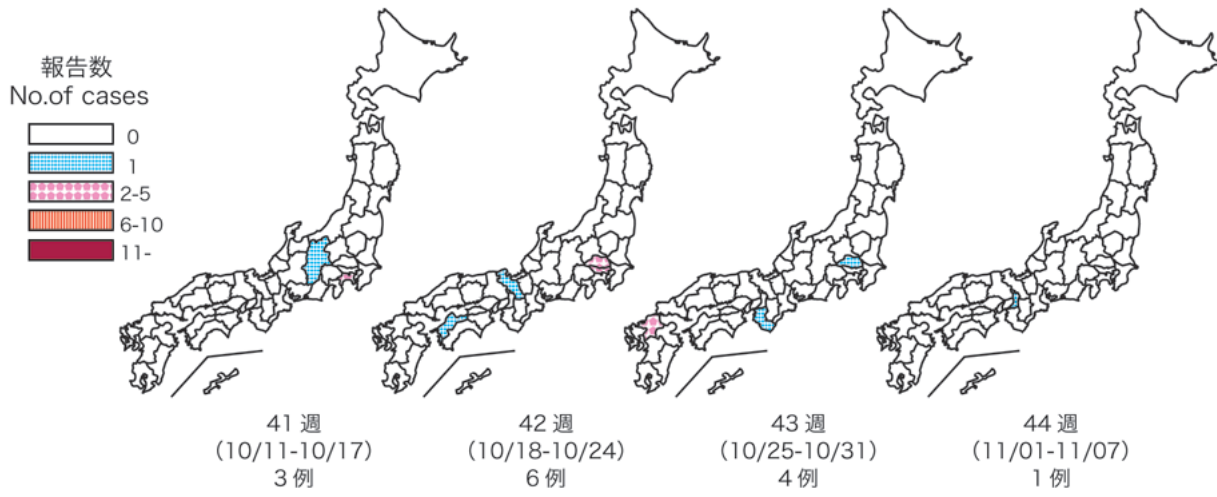 報告数
No.of cases
0
1
2-5
6-10
11-
41 週
(10/11-10/17)
3 例
42 週
(10/18-10/24)
6 例
43 週
(10/25-10/31)
4 例
44 週
(11/01-11/07)
1 例